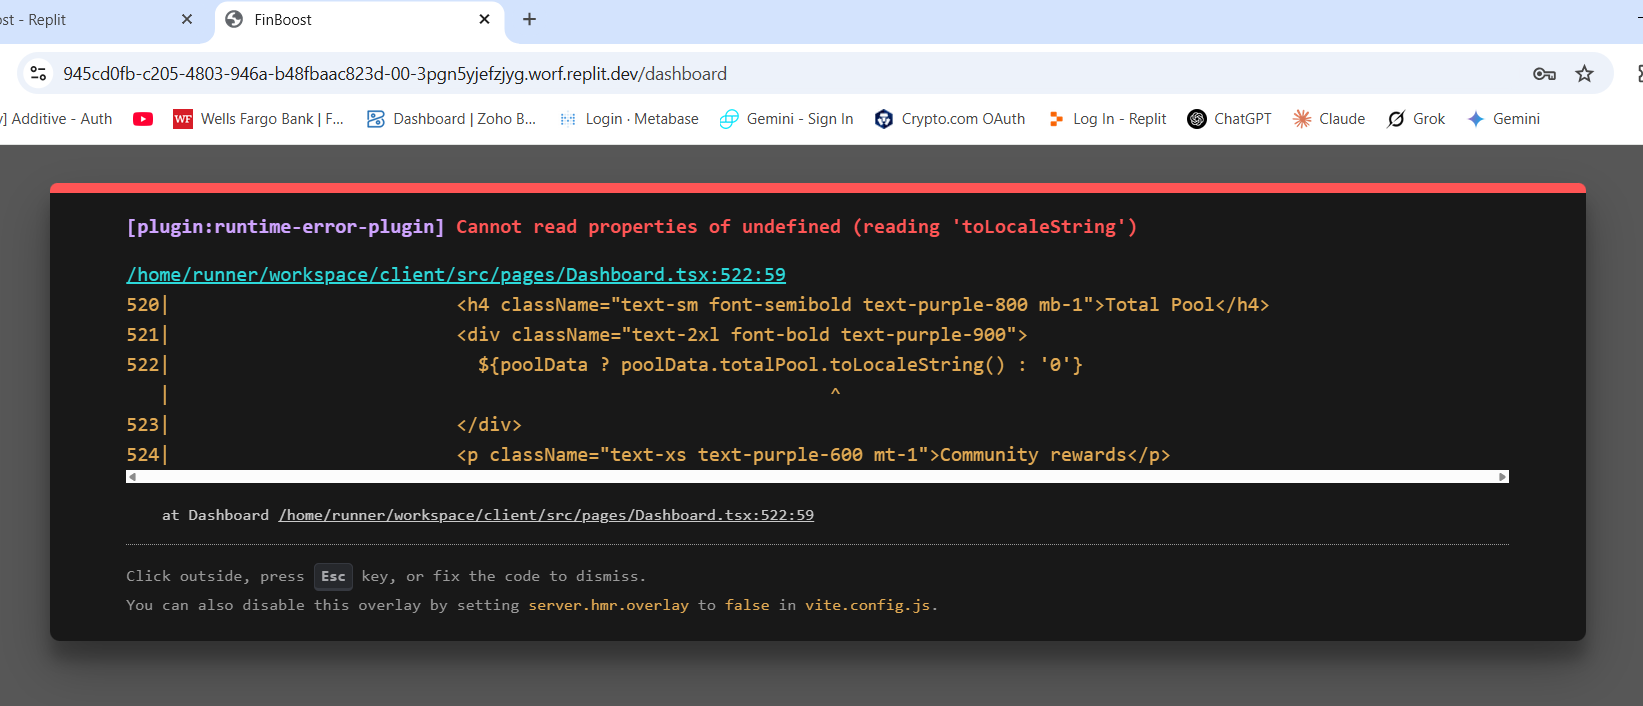 ost - Replit
FinBoost
945cd0fb-c205-4803-946a-b48fbaac823d-00-3pgn5yjefzjyg.worf.replit.dev/dashboard
y] Additive - Auth
WF Wells Fargo Bank | F...
Dashboard | Zoho B...
Login · Metabase
Gemini - Sign In
Crypto.com OAuth
Log In - Replit
ChatGPT
Claude
Grok
Gemini
[plugin:runtime-error-plugin] Cannot read properties of undefined (reading 'toLocaleString')
/home/runner/workspace/client/src/pages/Dashboard.tsx:522:59
520|                          <h4 className="text-sm font-semibold text-purple-800 mb-1">Total Pool</h4>
521|                          <div className="text-2xl font-bold text-purple-900">
522|                            ${poolData ? poolData.totalPool.toLocaleString() : '0'}
   |                                                           ^
523|                          </div>
524|                          <p className="text-xs text-purple-600 mt-1">Community rewards</p>
at Dashboard /home/runner/workspace/client/src/pages/Dashboard.tsx:522:59
Click outside, press Esc key, or fix the code to dismiss.
You can also disable this overlay by setting server.hmr.overlay to false in vite.config.js.